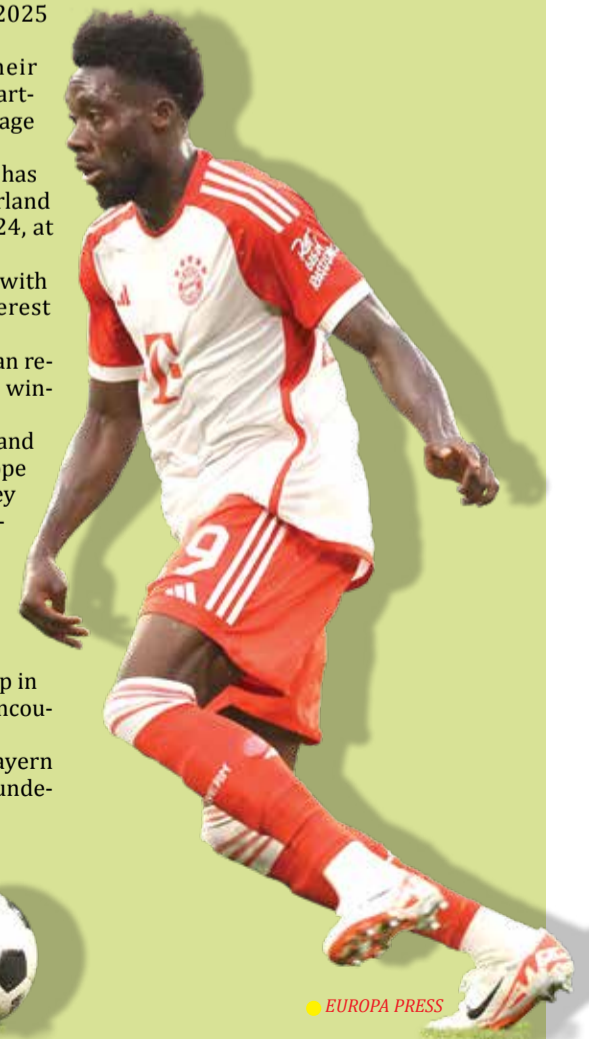 2025
heir
art-
age
has
rland
24, at
with
erest
an re-
win-
and
ope
ey
-
9
p in
ncou-
ayern
unde-
EUROPA PRESS